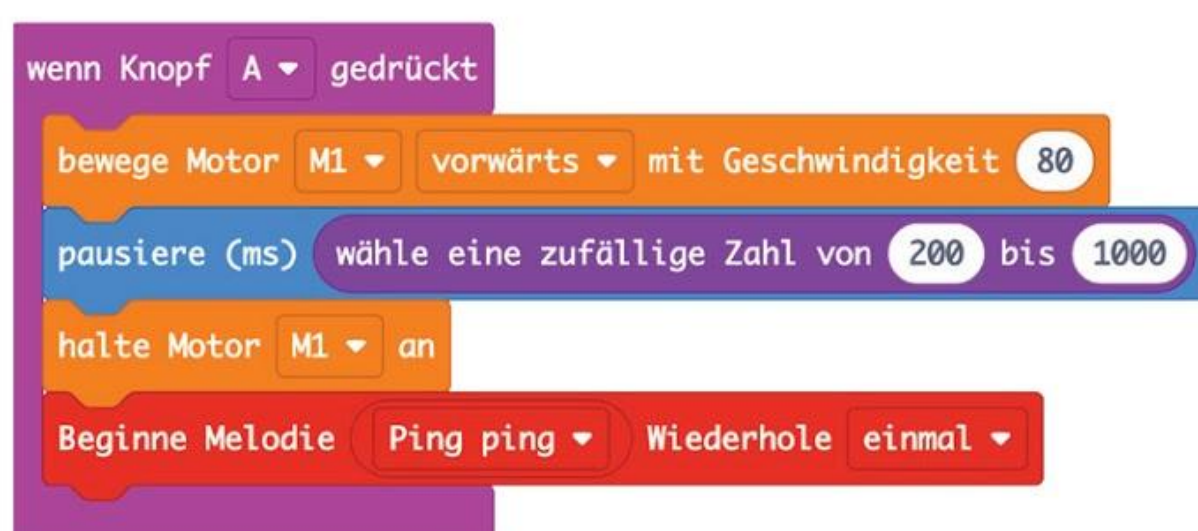 wenn Knopf A gedrückt
bewege Motor M1 vorwärts mit Geschwindigkeit 80
pausiere (ms) wähle eine zufällige Zahl von 200 bis 1000
halte Motor M1 an
Beginne Melodie Ping ping Wiederhole einmal